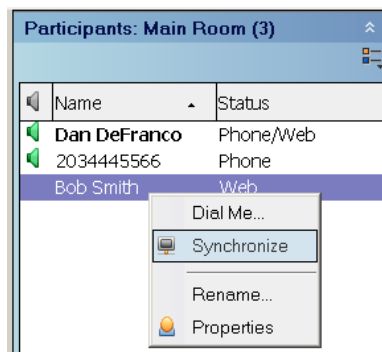 Participants: Main Room (3)
Name Status
Dan DeFranco Phone/Web
2034445566 Phone
Bob Smith Web
Dial Me...
Synchronize
Rename...
Properties